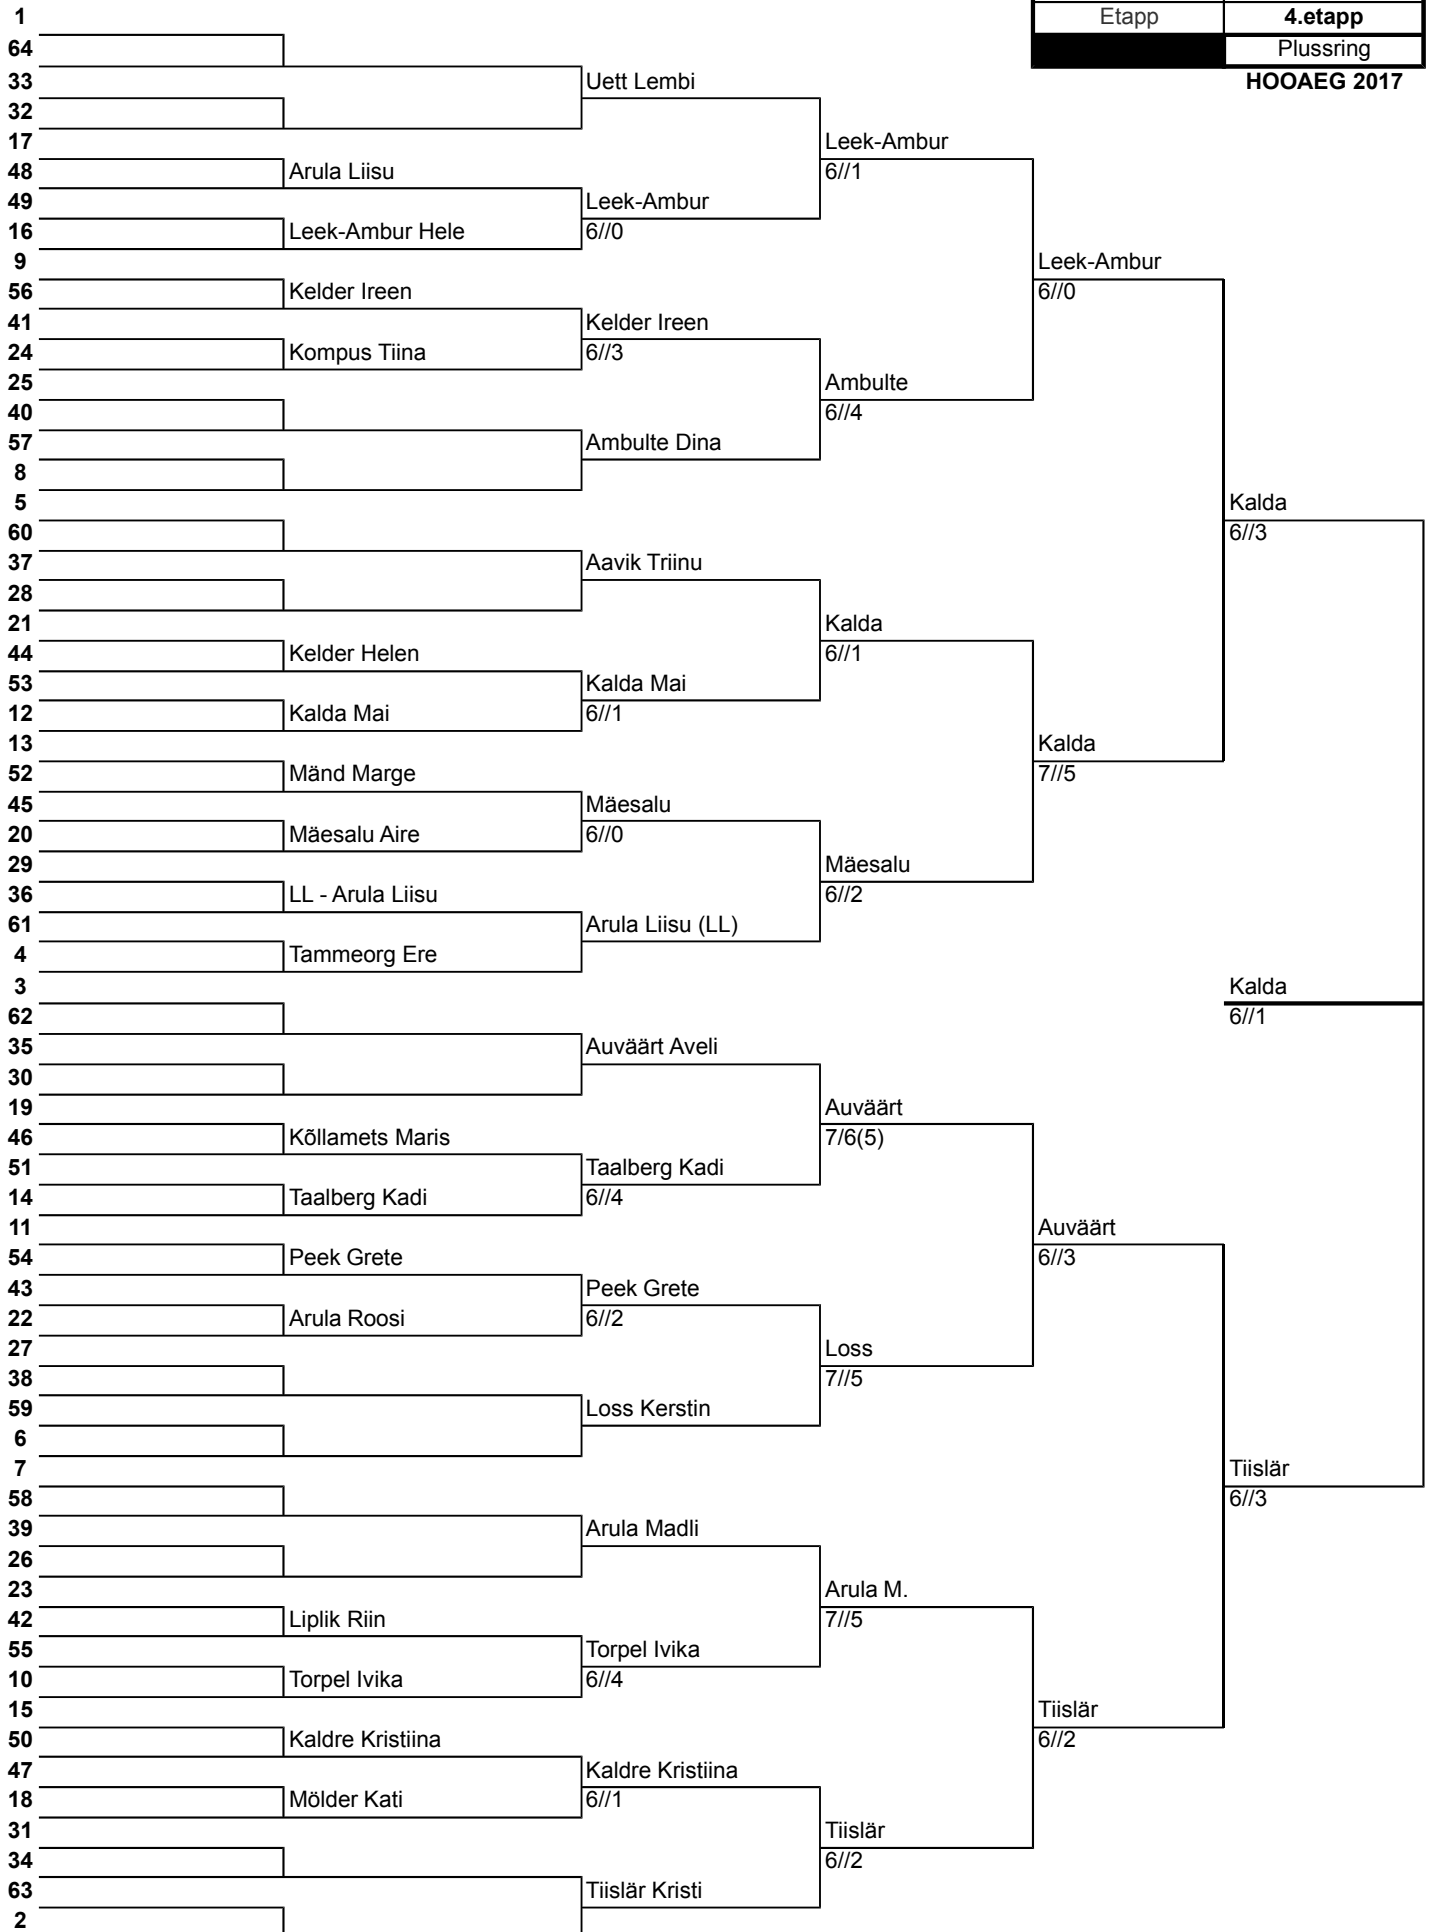 1
Etapp 4.etapp
64
Plussring
33 Uett Lembi HOOAEG 2017
32
17 Leek-Ambur
48 Arula Liisu 6//1
49 Leek-Ambur
16 Leek-Ambur Hele 6//0
9 Leek-Ambur
56 Kelder Ireen 6//0
41 Kelder Ireen
24 Kompus Tiina 6//3
25 Ambulte
40 6//4
57 Ambulte Dina
8
5 Kalda
60 6//3
37 Aavik Triinu
28
21 Kalda
44 Kelder Helen 6//1
53 Kalda Mai
12 Kalda Mai 6//1
13 Kalda
52 Mänd Marge 7//5
45 Mäesalu
20 Mäesalu Aire 6//0
29 Mäesalu
36 LL - Arula Liisu 6//2
61 Arula Liisu (LL)
4 Tammeorg Ere
3 Kalda
62 6//1
35 Auväärt Aveli
30
19 Auväärt
46 Kõllamets Maris 7/6(5)
51 Taalberg Kadi
14 Taalberg Kadi 6//4
11 Auväärt
54 Peek Grete 6//3
43 Peek Grete
22 Arula Roosi 6//2
27 Loss
38 7//5
59 Loss Kerstin
6
7 Tiislär
58 6//3
39 Arula Madli
26
23 Arula M.
42 Liplik Riin 7//5
55 Torpel Ivika
10 Torpel Ivika 6//4
15 Tiislär
50 Kaldre Kristiina 6//2
47 Kaldre Kristiina
18 Mölder Kati 6//1
31 Tiislär
34 6//2
63 Tiislär Kristi
2